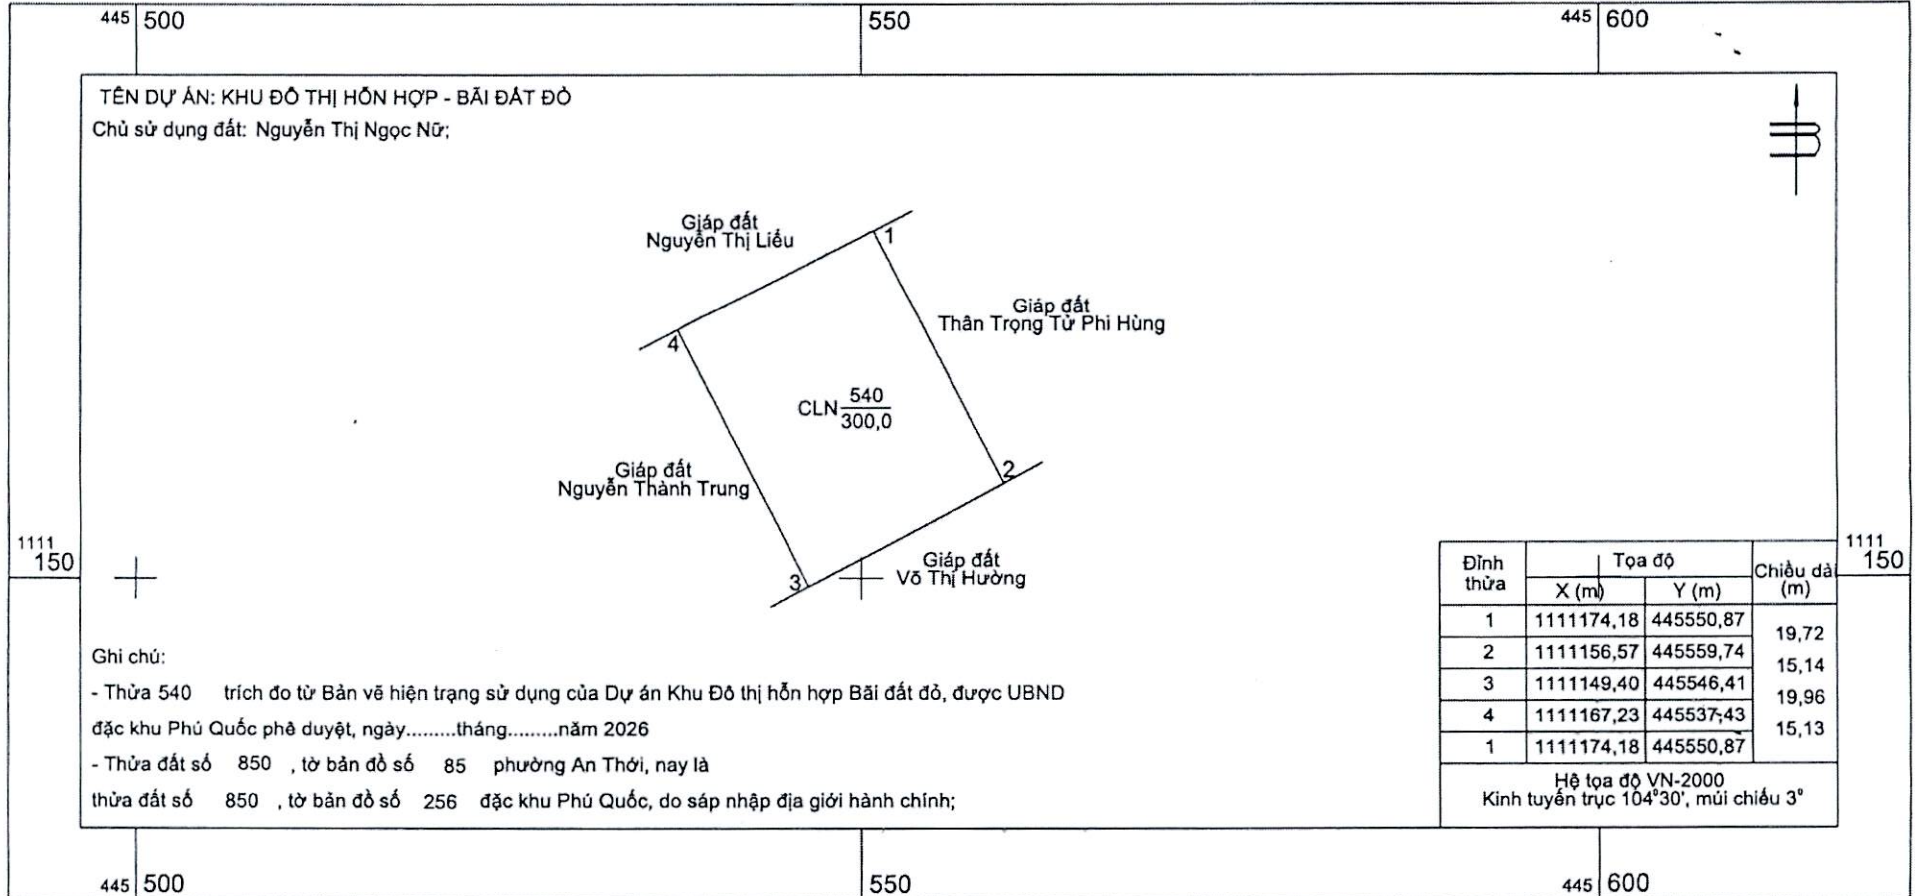 445 500
550
445 600
TÊN DỰ ÁN: KHU ĐÔ THỊ HỖN HỢP - BÃI ĐẤT ĐỎ
Chủ sử dụng đất: Nguyễn Thị Ngọc Nữ;
Giáp đất
Nguyễn Thị Liếu
1
Giáp đất
Thân Trọng Tử Phi Hùng
4
CLN 540
300,0
2
Giáp đất
Nguyễn Thành Trung
3
Giáp đất
Võ Thị Hường
1111
150
1111
150
Đỉnh thửa Tọa độ Chiều dài (m)
X (m) Y (m)
1 1111174,18 445550,87
19,72
2 1111156,57 445559,74
15,14
3 1111149,40 445546,41
19,96
4 1111167,23 445537,43
15,13
1 1111174,18 445550,87
Hệ tọa độ VN-2000
Kinh tuyến trục 104°30', múi chiếu 3°
Ghi chú:
- Thửa 540 trích đo từ Bản vẽ hiện trạng sử dụng của Dự án Khu Đô thị hỗn hợp Bãi đất đỏ, được UBND
đặc khu Phú Quốc phê duyệt, ngày.........tháng.........năm 2026
- Thửa đất số 850 , tờ bản đồ số 85 phường An Thới, nay là
thửa đất số 850 , tờ bản đồ số 256 đặc khu Phú Quốc, do sáp nhập địa giới hành chính;
445 500
550
445 600